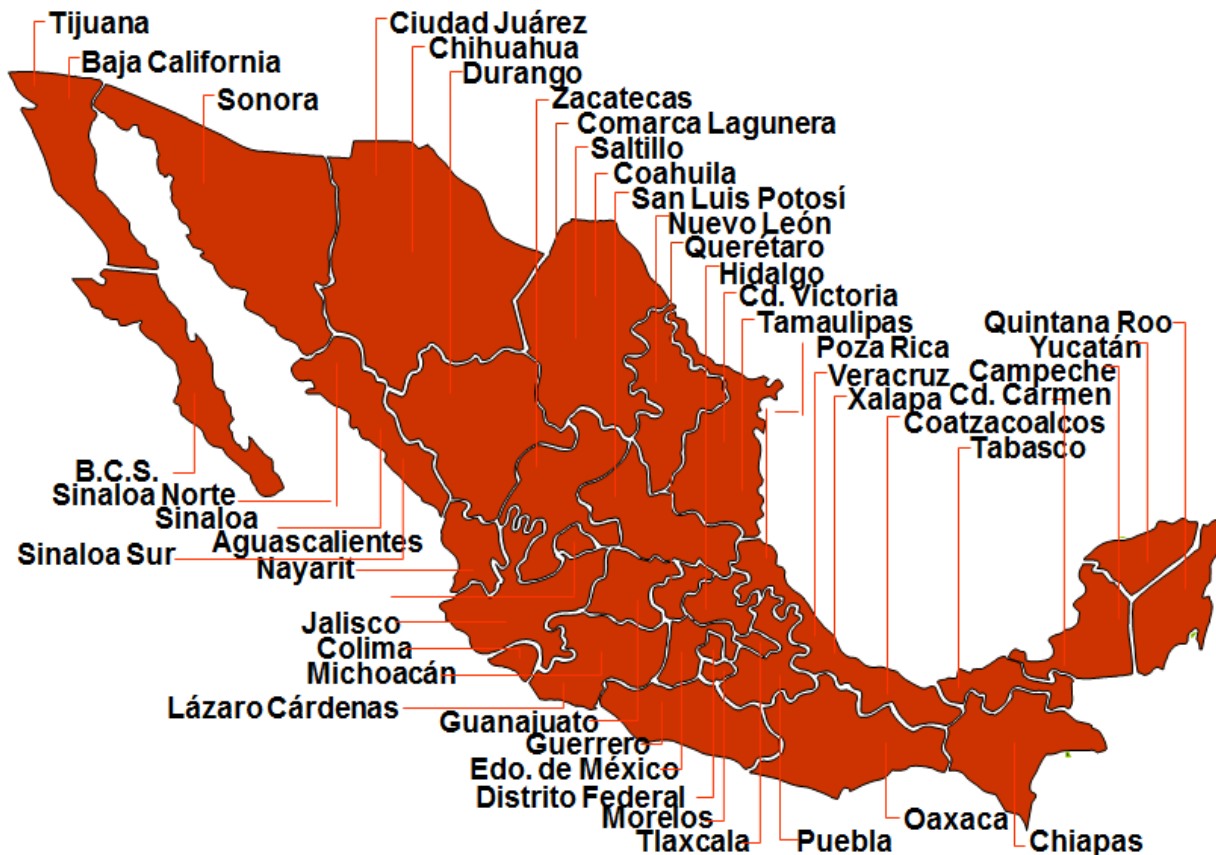 Tijuana
Baja California
Sonora
Ciudad Juárez
Chihuahua
Durango
Zacatecas
Comarca Lagunera
Saltillo
Coahuila
San Luis Potosí
Nuevo León
Querétaro
Hidalgo
Cd. Victoria
Tamaulipas
Poza Rica
Veracruz
Xalapa
Coatzacoalcos
Tabasco
Quintana Roo
Yucatán
Campeche
Cd. Carmen
B.C.S.
Sinaloa Norte
Sinaloa
Aguascalientes
Sinaloa Sur
Nayarit
Jalisco
Colima
Michoacán
Lázaro Cárdenas
Guanajuato
Guerrero
Edo. de México
Distrito Federal
Morelos
Tlaxcala
Puebla
Oaxaca
Chiapas